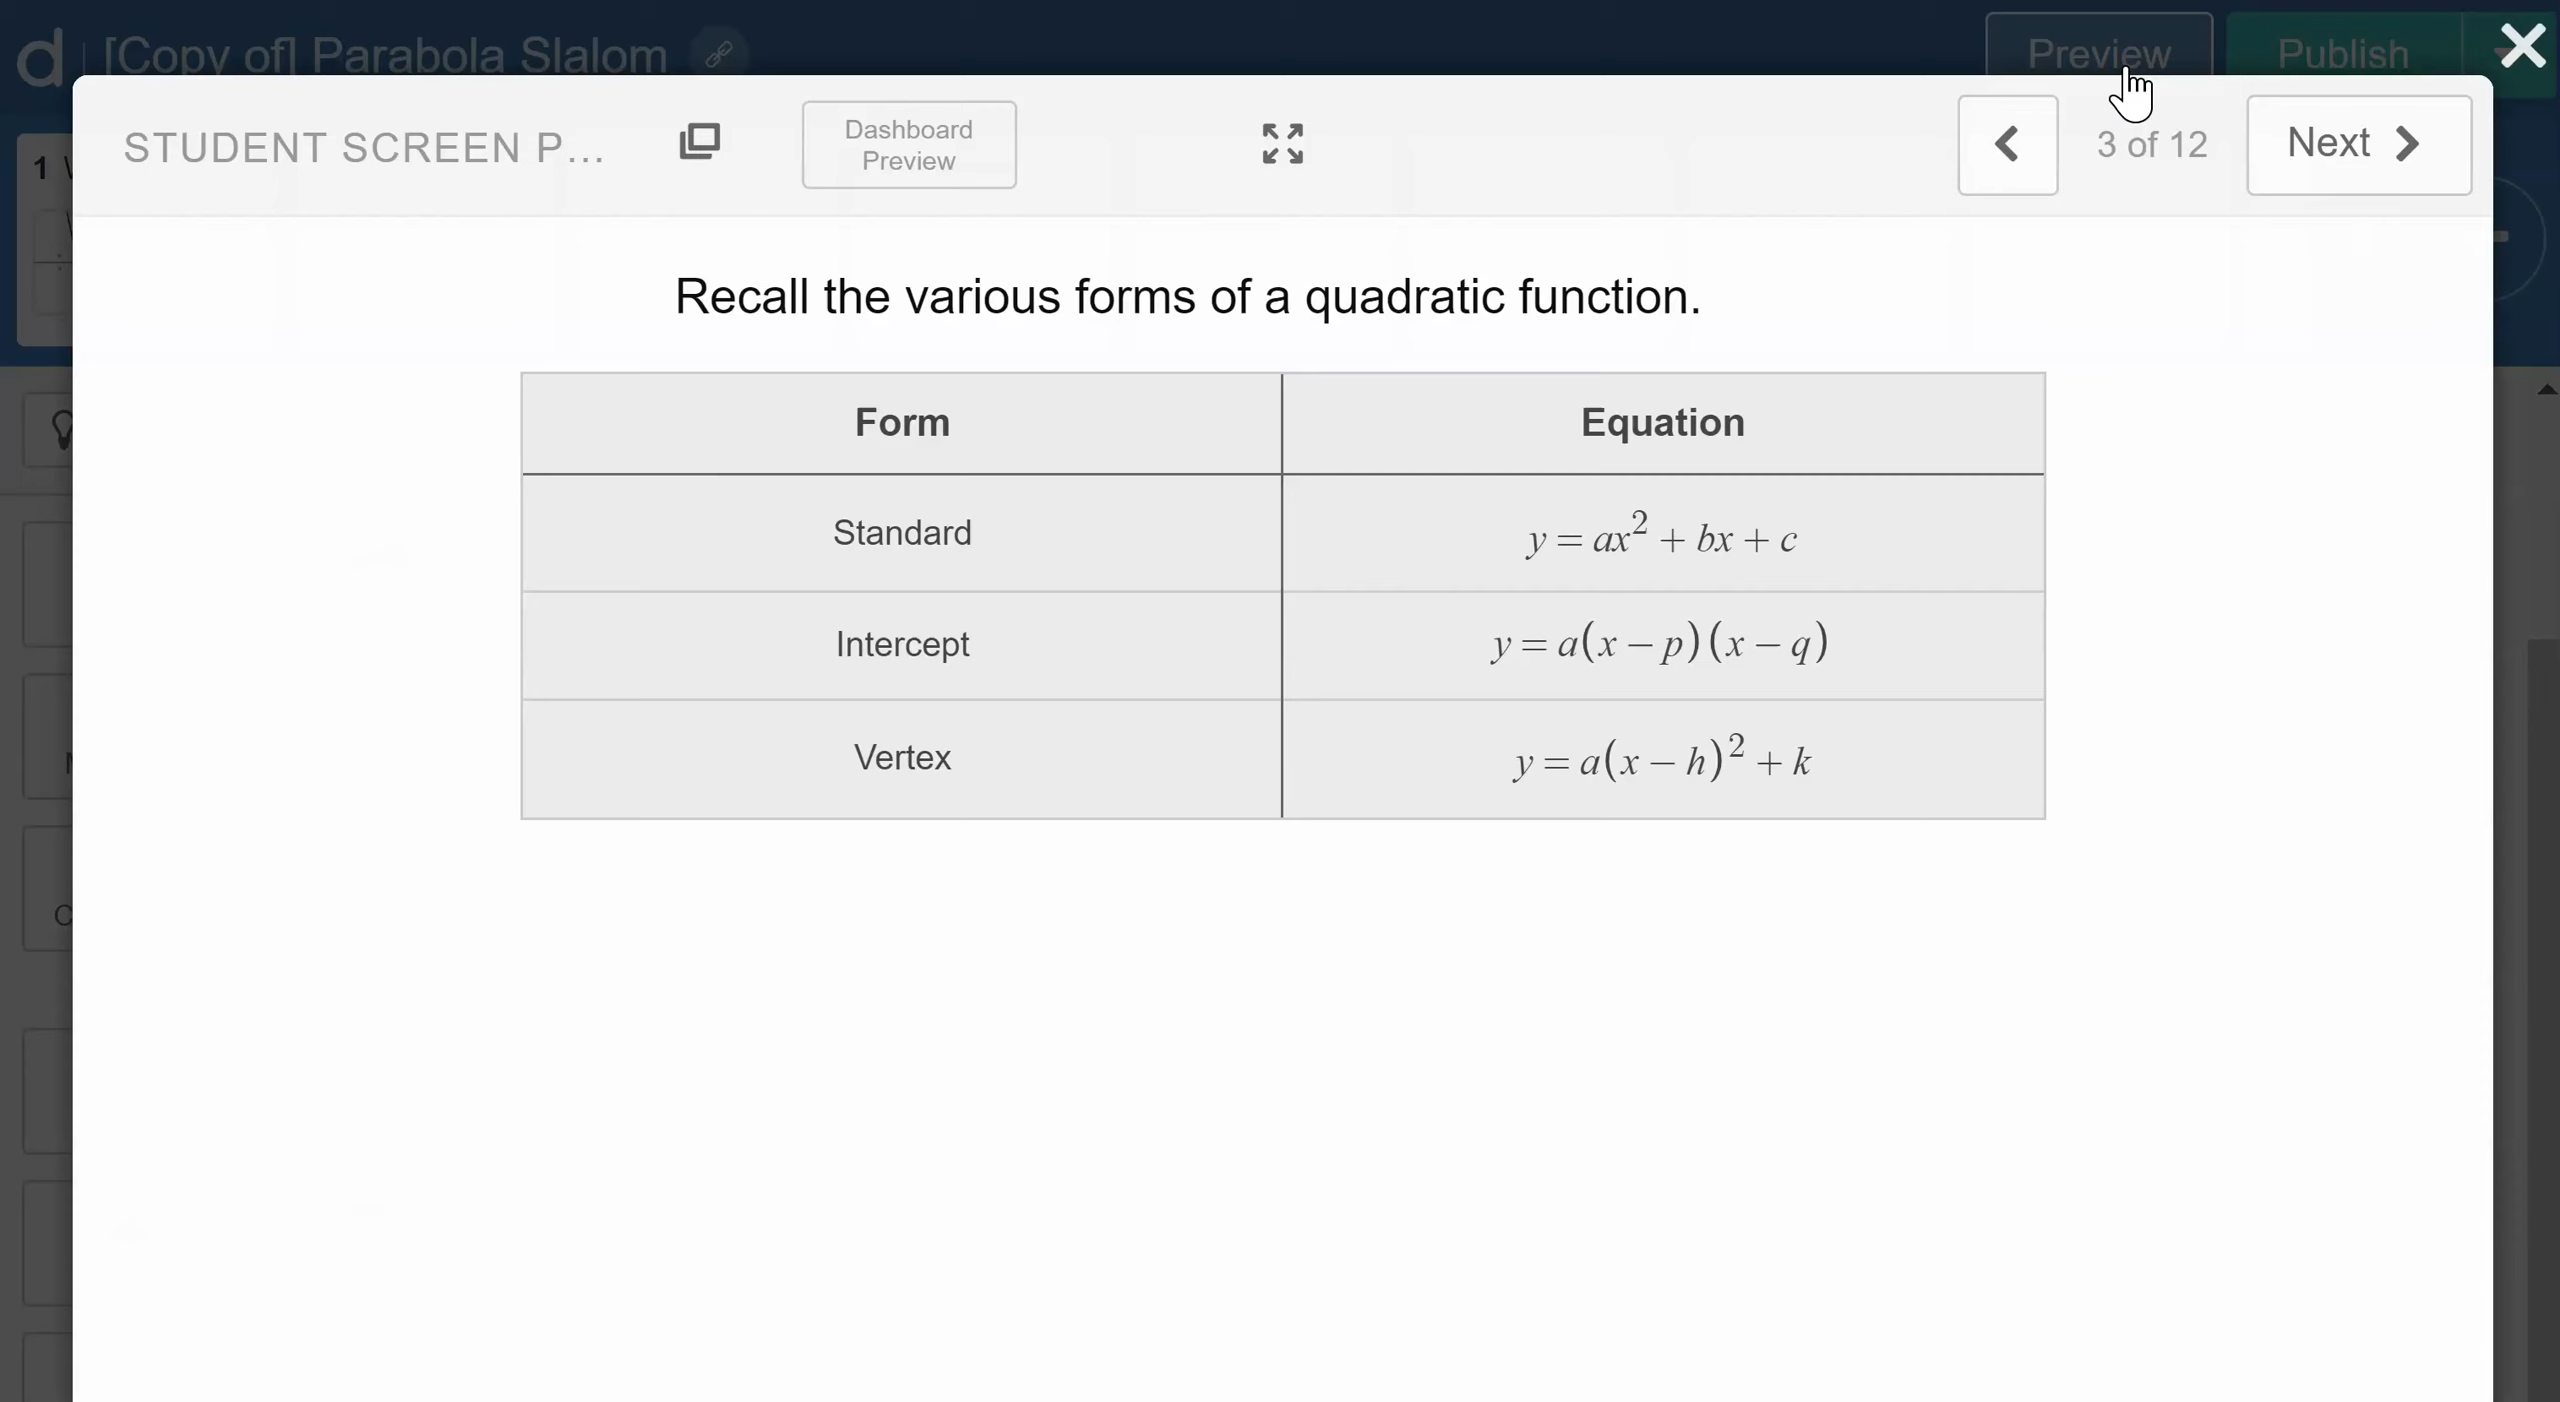 d [Copy of] Parabola Slalom Preview Publish
STUDENT SCREEN P...
Dashboard
Preview
3 of 12
Next
1
Recall the various forms of a quadratic function.
Form Equation
Standard y = ax² + bx + c
Intercept y = a(x − p)(x − q)
Vertex y = a(x − h)² + k